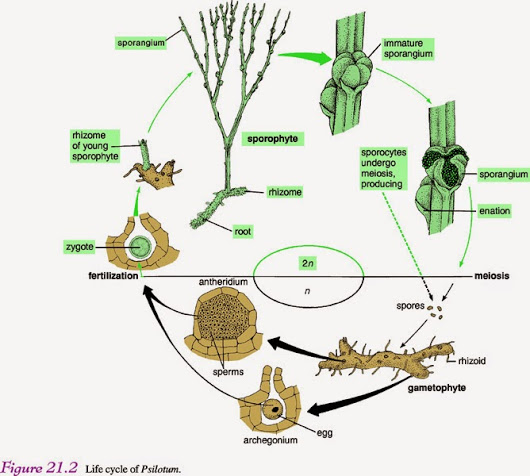 sporangium
immature
sporangium
rhizome
of young
sporophyte
sporophyte
sporocytes
undergo
meiosis,
producing
sporangium
rhizome
enation
root
zygote
2n
fertilization
antheridium
n
meiosis
spores
sperms
rhizoid
gametophyte
egg
archegonium
Figure 21.2 Life cycle of Psilotum.